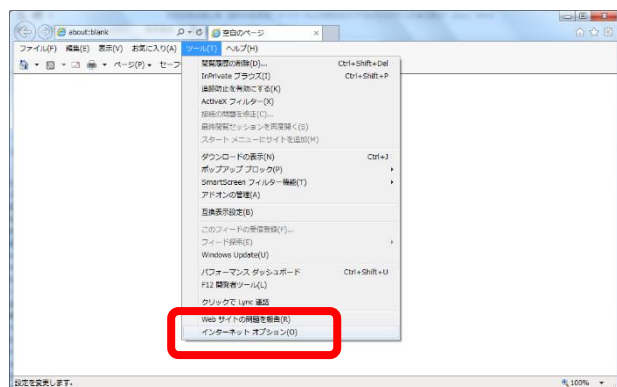 about:blank
空白のページ
ファイル(F) 編集(E) 表示(V) お気に入り(A) ツール(T) ヘルプ(H)
ページ(P) セーフ
閲覧履歴の削除(D)... Ctrl+Shift+Del
InPrivate ブラウズ(I) Ctrl+Shift+P
追跡防止を有効にする(K)
ActiveX フィルター(X)
接続の問題を修正(C)...
最終閲覧セッションを再度開く(S)
スタート メニューにサイトを追加(M)
ダウンロードの表示(N) Ctrl+J
ポップアップ ブロック(P)
SmartScreen フィルター機能(T)
アドオンの管理(A)
互換表示設定(B)
このフィードの受信登録(F)...
フィード探索(E)
Windows Update(U)
パフォーマンス ダッシュボード Ctrl+Shift+U
F12 開発者ツール(L)
クリックで Lync 通話
Web サイトの問題を報告(R)
インターネット オプション(O)
設定を変更します。
100%